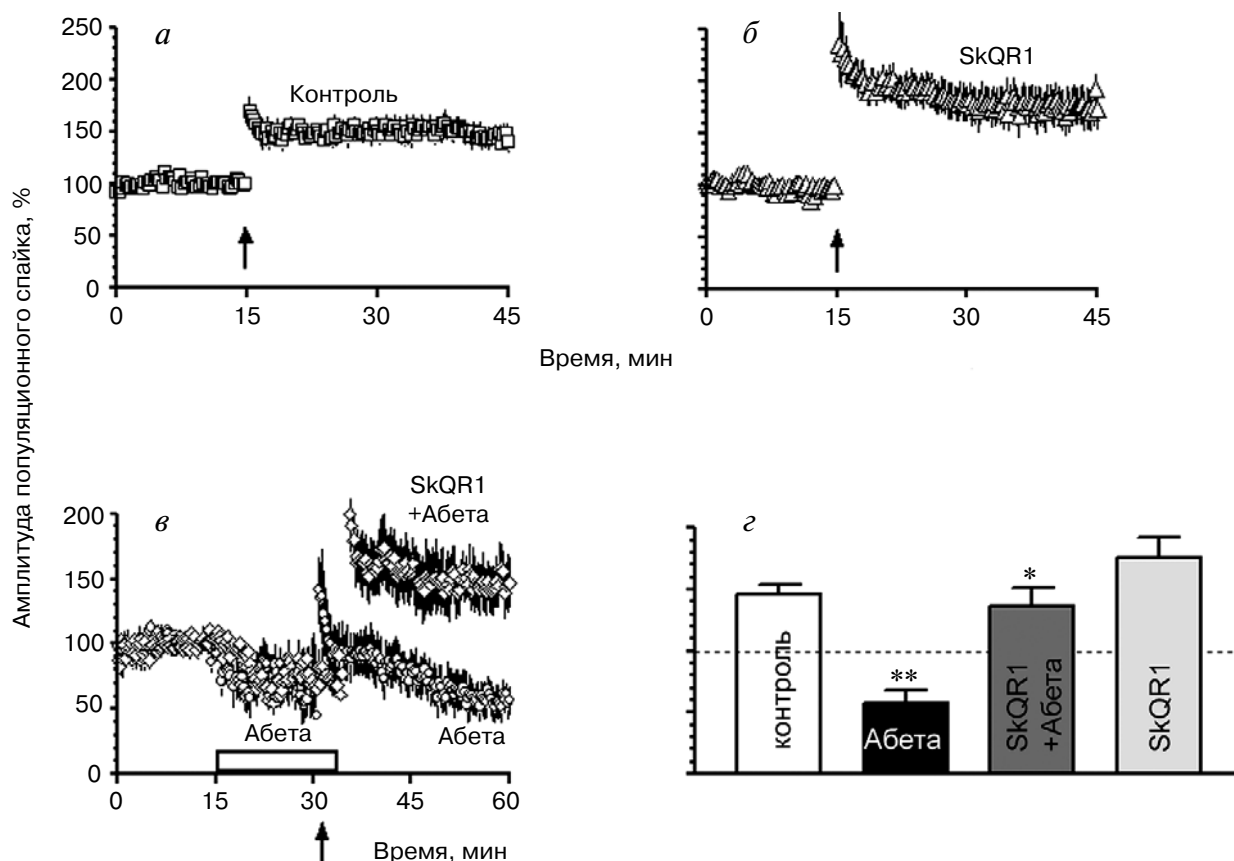 Амплитуда популяционного спайка, %
250
200
150
100
50
0
а
Контроль
0
15
30
45
б
SkQR1
0
15
30
45
Время, мин
200
150
100
50
0
в
SkQR1
+Абета
Абета
Абета
0
15
30
45
60
Время, мин
г
контроль
**
Абета
*
SkQR1
+Абета
SkQR1